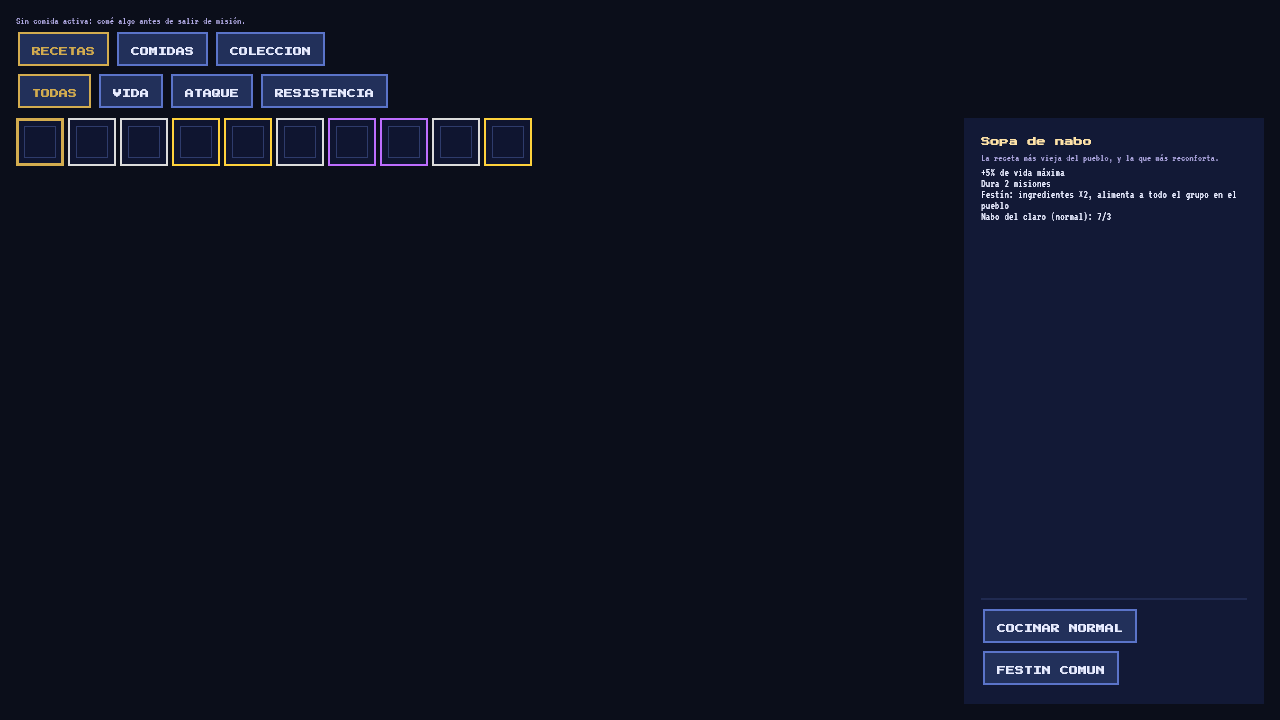 Sin comida activa: comé algo antes de salir de misión.
RECETAS COMIDAS COLECCION
TODAS VIDA ATAQUE RESISTENCIA
Sopa de nabo
La receta más vieja del pueblo, y la que más reconforta.
+5% de vida máxima
Dura 2 misiones
Festín: ingredientes X2, alimenta a todo el grupo en el
pueblo
Nabo del claro (normal): 7/3
COCINAR NORMAL
FESTIN COMUN